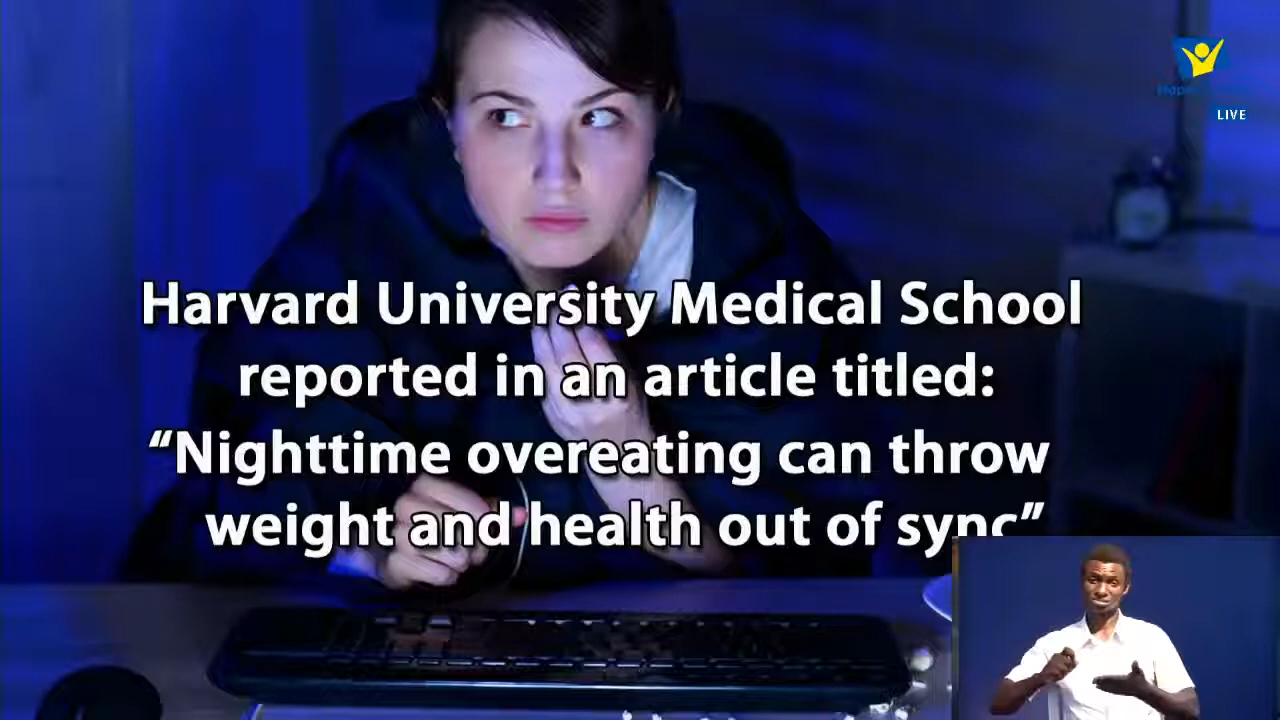 LIVE
Harvard University Medical School
reported in an article titled:
“Nighttime overeating can throw
weight and health out of sync”